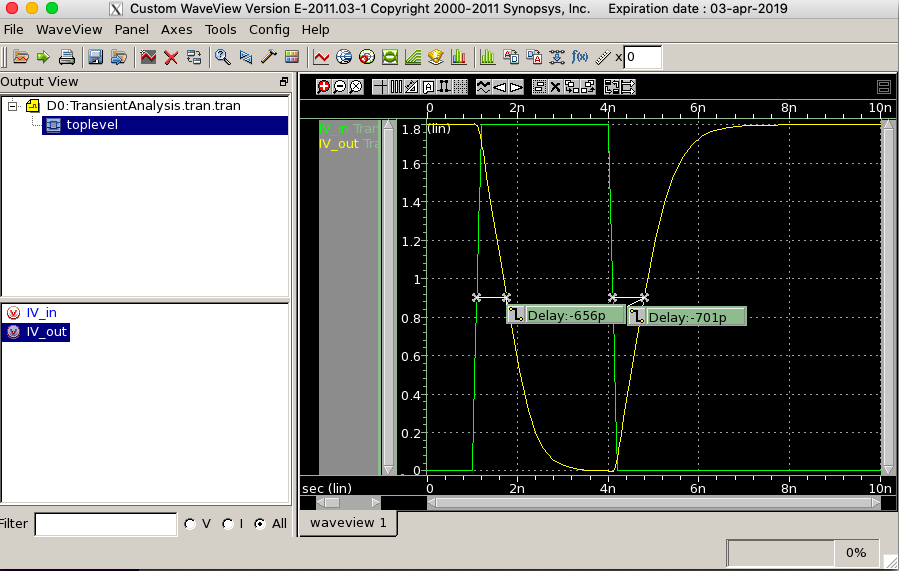 Custom WaveView Version E-2011.03-1 Copyright 2000-2011 Synopsys, Inc. Expiration date : 03-apr-2019
File WaveView Panel Axes Tools Config Help
f(x) x 0
Output View
D0:TransientAnalysis.tran.tran
toplevel
IV_in
IV_out
Filter V I All
0 2n 4n 6n 8n 10n
IV_in Tran
IV_out Tra
(lin)
1.8
1.6
1.4
1.2
1
0.8
0.6
0.4
0.2
0
Delay:-656p
Delay:-701p
sec (lin)
0 2n 4n 6n 8n 10n
waveview 1
0%